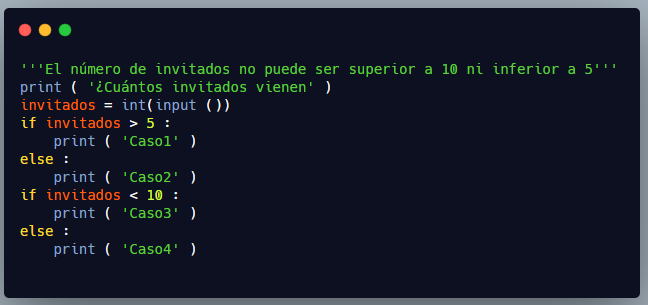 '''El número de invitados no puede ser superior a 10 ni inferior a 5'''
print ( '¿Cuántos invitados vienen' )
invitados = int(input ())
if invitados > 5 :
    print ( 'Caso1' )
else :
    print ( 'Caso2' )
if invitados < 10 :
    print ( 'Caso3' )
else :
    print ( 'Caso4' )